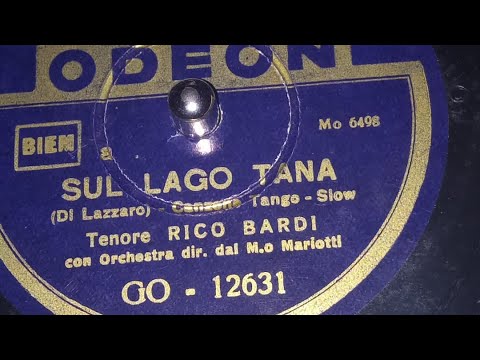 ODEON
BIEM
Mo 6498
a
SUL LAGO TANA
(Di Lazzaro) - Canzone Tango - Slow
Tenore RICO BARDI
con Orchestra dir. dal M.o Mariotti
GO - 12631